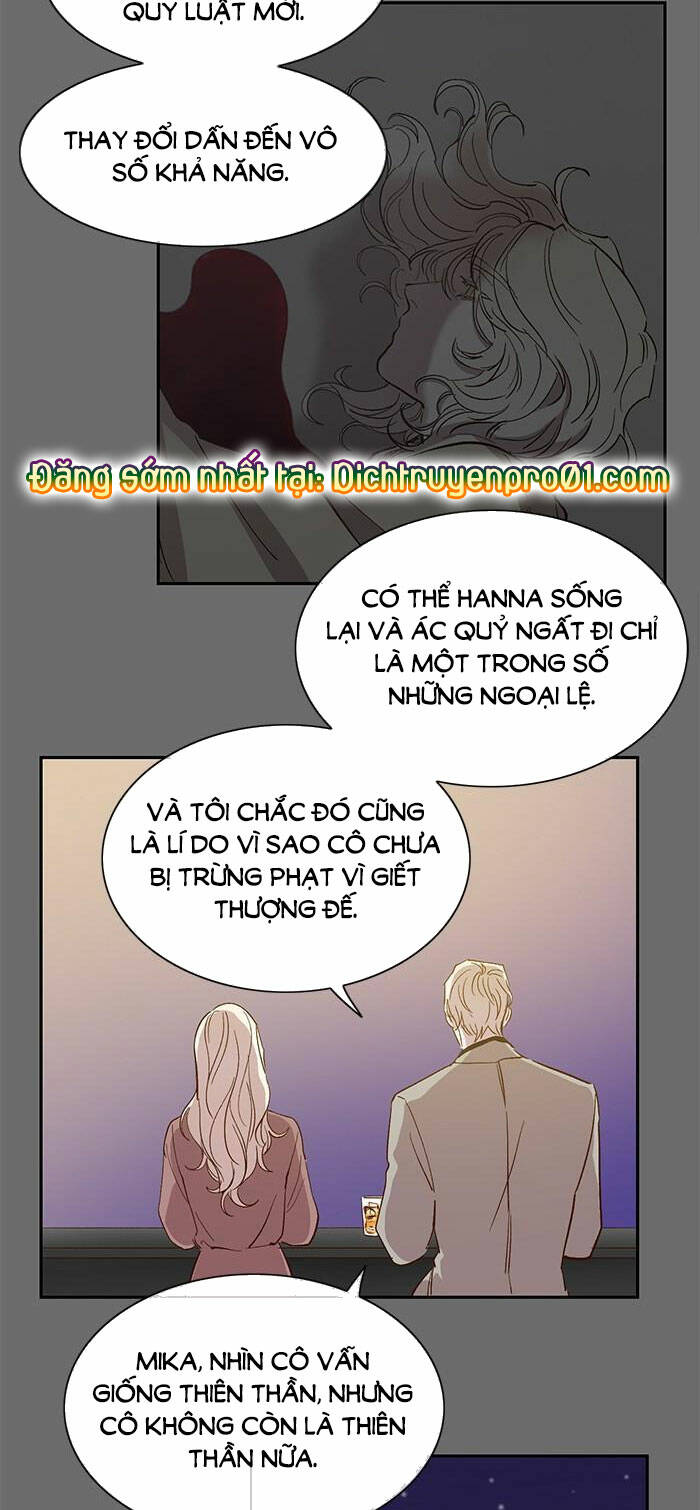 QUY LUẬT MỚI.
THAY ĐỔI DẪN ĐẾN VÔ
SỐ KHẢ NĂNG.
Đăng sớm nhất tại: Dichtruyenpro01.com
CÓ THỂ HANNA SỐNG
LẠI VÀ ÁC QUỶ NGẤT ĐI CHỈ
LÀ MỘT TRONG SỐ
NHỮNG NGOẠI LỆ.
VÀ TÔI CHẮC ĐÓ CŨNG
LÀ LÍ DO VÌ SAO CÔ CHƯA
BỊ TRỪNG PHẠT VÌ GIẾT
THƯỢNG ĐẾ.
MIKA, NHÌN CÔ VẪN
GIỐNG THIÊN THẦN, NHƯNG
CÔ KHÔNG CÒN LÀ THIÊN
THẦN NỮA.